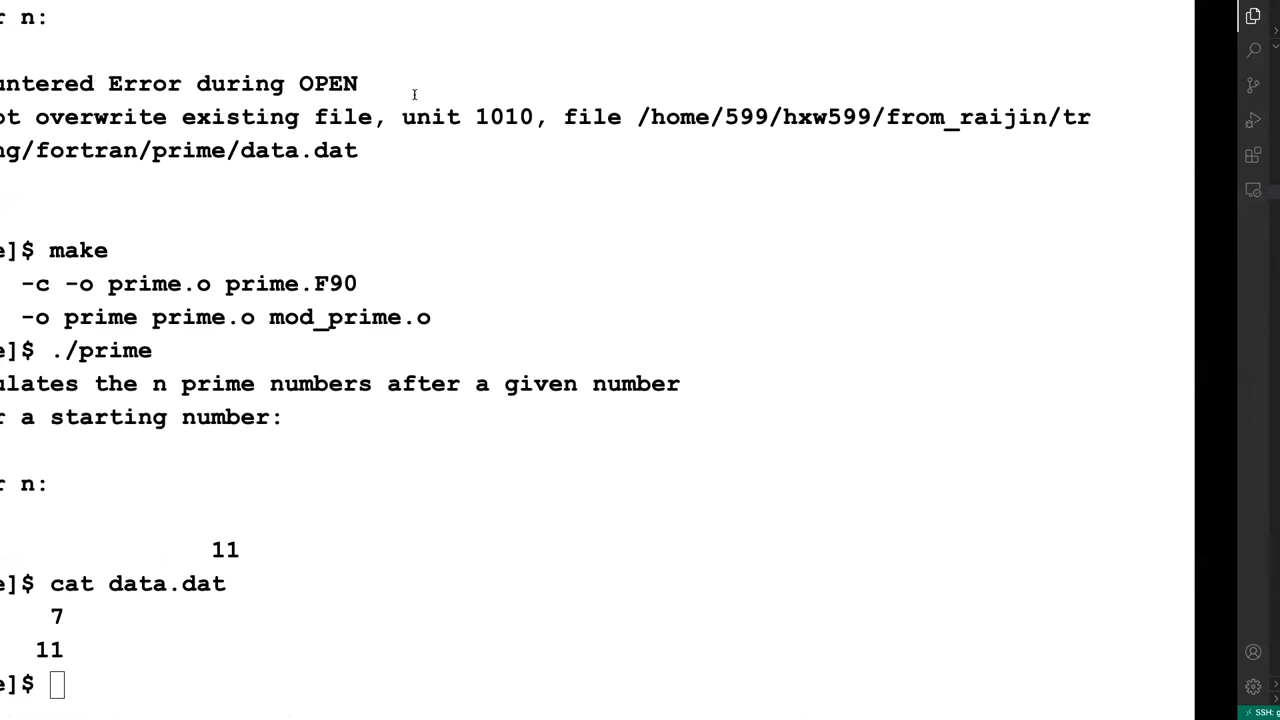 r n:
untered Error during OPEN
ot overwrite existing file, unit 1010, file /home/599/hxw599/from_raijin/tr
ng/fortran/prime/data.dat
e]$ make
-c -o prime.o prime.F90
-o prime prime.o mod_prime.o
e]$ ./prime
ulates the n prime numbers after a given number
r a starting number:
r n:
11
e]$ cat data.dat
7
11
e]$
SSH: g